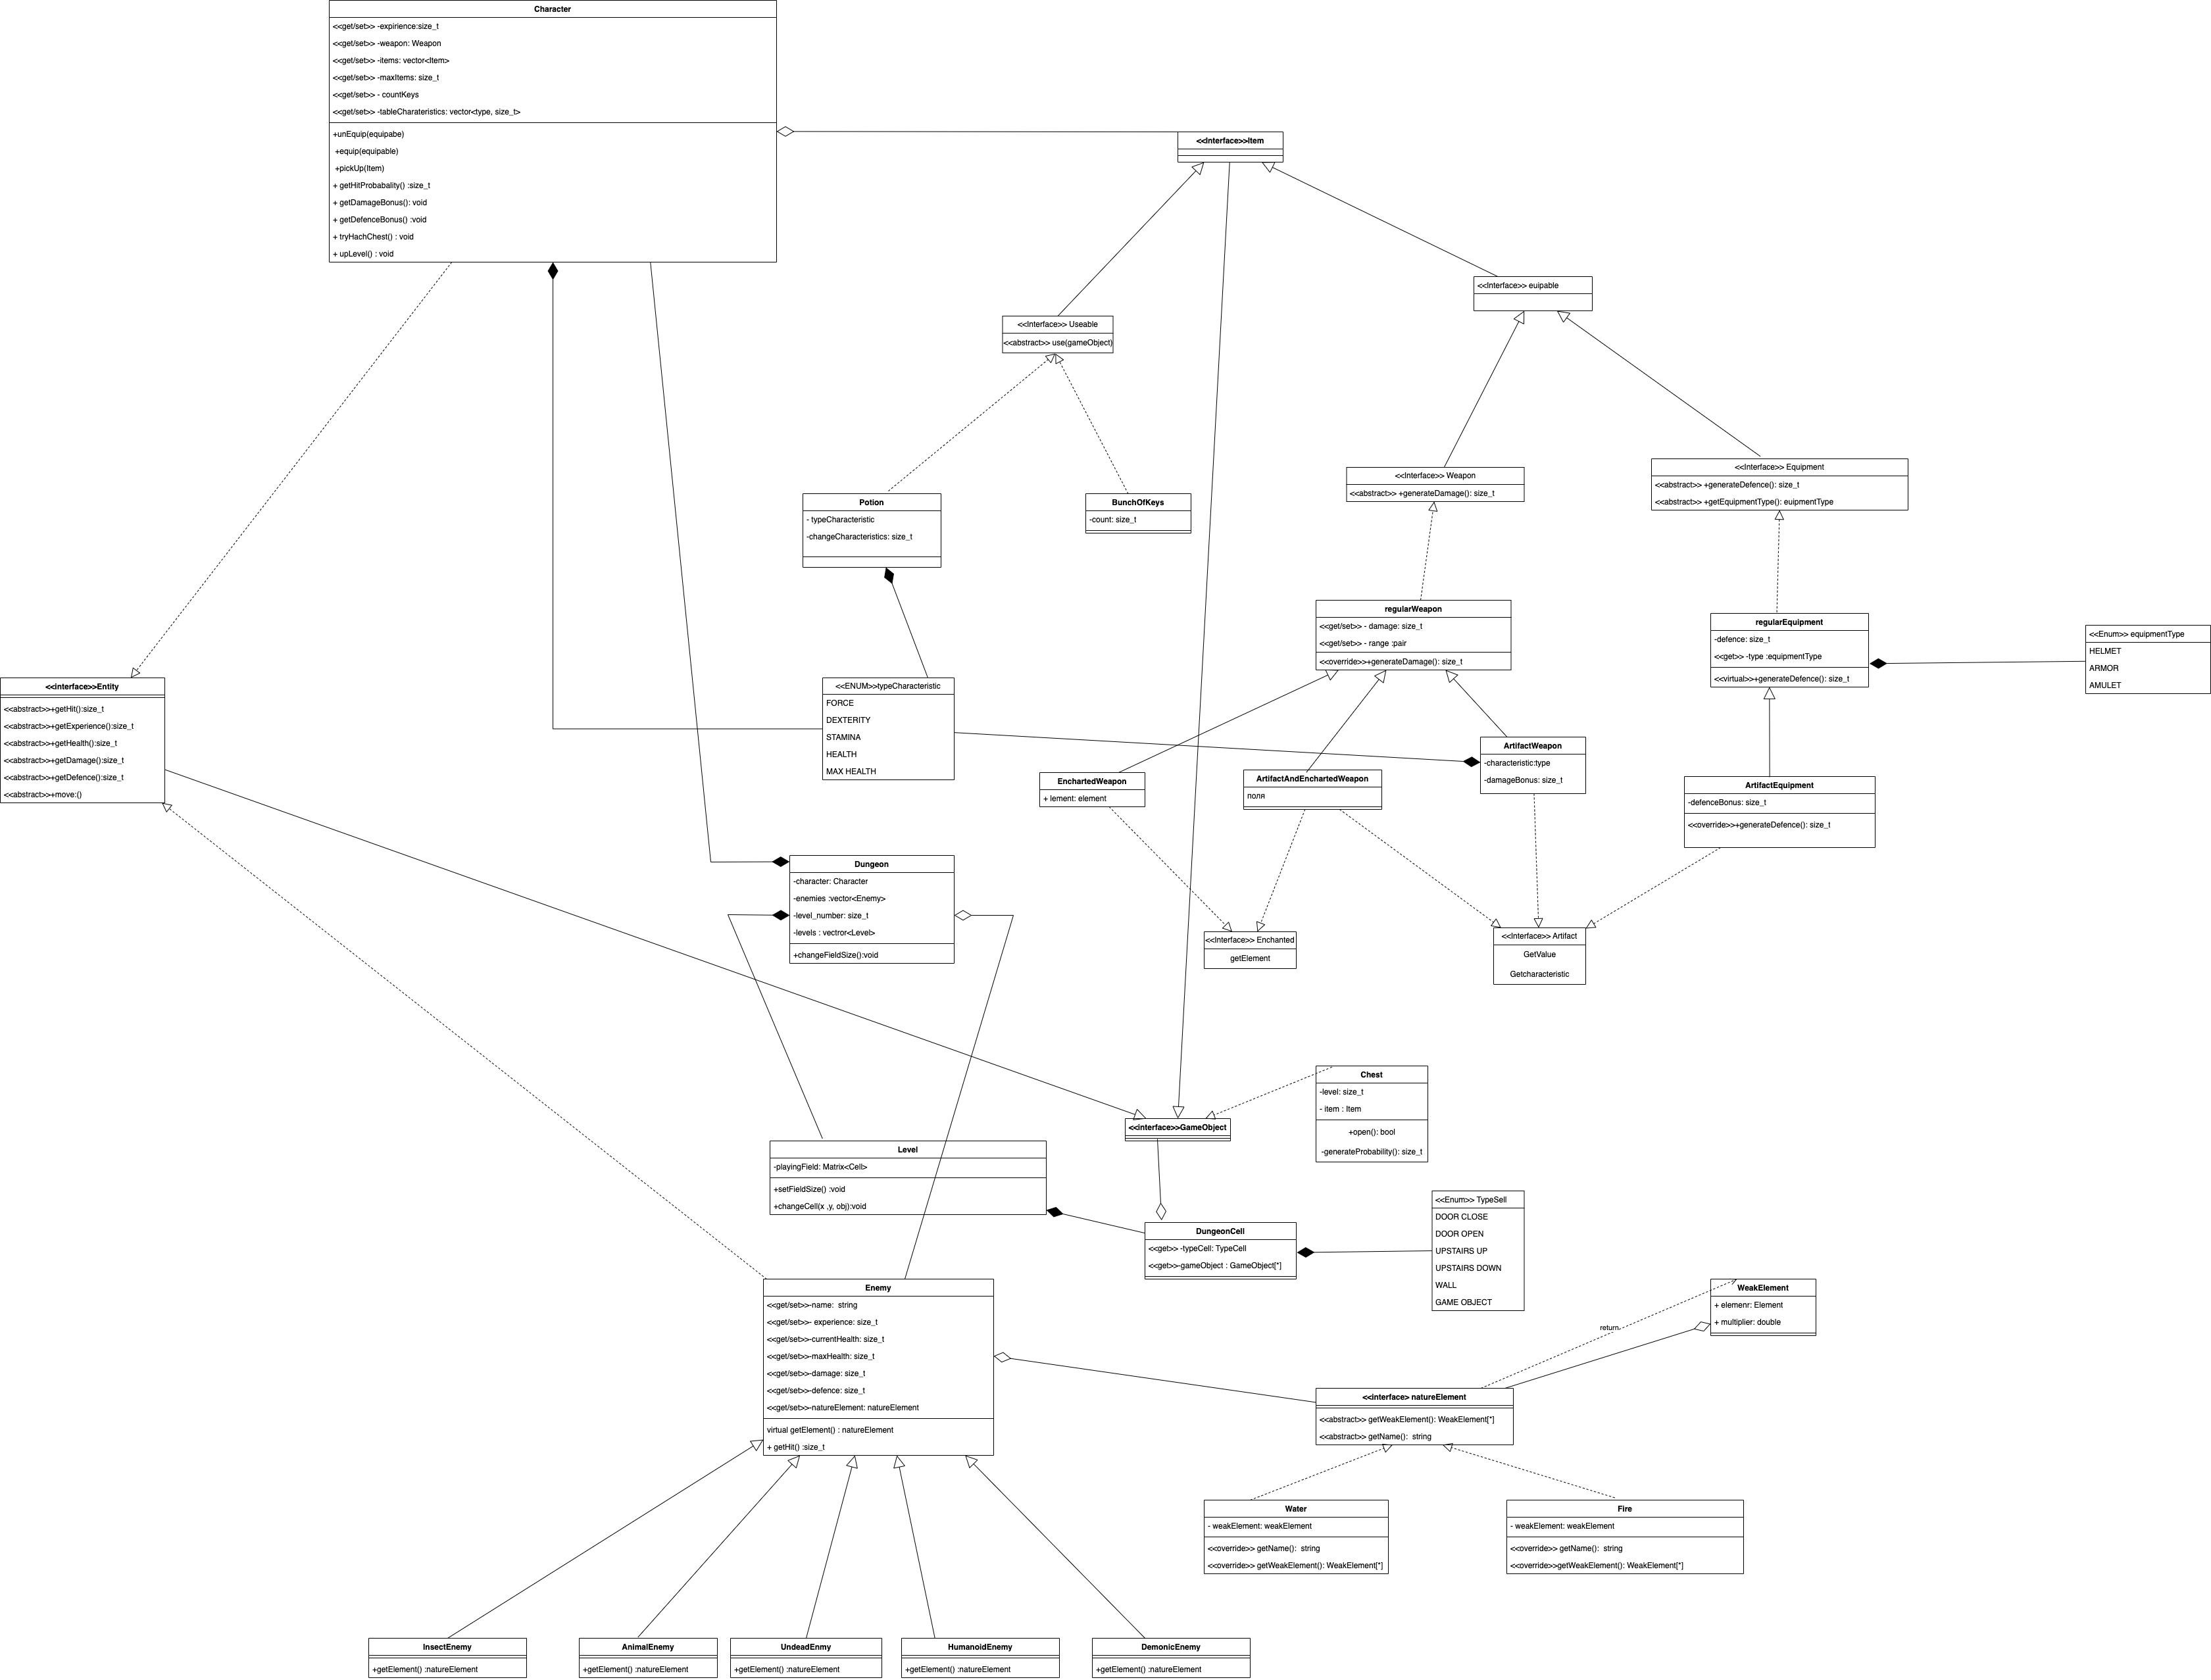 Character
<<get/set>> -expirience:size_t
<<get/set>> -weapon: Weapon
<<get/set>> -items: vector<Item>
<<get/set>> -maxItems: size_t
<<get/set>> - countKeys
<<get/set>> -tableCharateristics: vector<type, size_t>
+unEquip(equipabe)
+equip(equipable)
+pickUp(Item)
+ getHitProbabality() :size_t
+ getDamageBonus(): void
+ getDefenceBonus() :void
+ tryHachChest() : void
+ upLevel() : void
<<Interface>>Item
<<Interface>> euipable
<<Interface>> Useable
<<abstract>> use(gameObject)
<<Interface>> Weapon
<<abstract>> +generateDamage(): size_t
<<Interface>> Equipment
<<abstract>> +generateDefence(): size_t
<<abstract>> +getEquipmentType(): euipmentType
Potion
- typeCharacteristic
-changeCharacteristics: size_t
BunchOfKeys
-count: size_t
regularWeapon
<<get/set>> - damage: size_t
<<get/set>> - range :pair
<<override>>+generateDamage(): size_t
regularEquipment
-defence: size_t
<<get>> -type :equipmentType
<<virtual>>+generateDefence(): size_t
<<Enum>> equipmentType
HELMET
ARMOR
AMULET
<<interface>>Entity
<<abstract>>+getHit():size_t
<<abstract>>+getExperience():size_t
<<abstract>>+getHealth():size_t
<<abstract>>+getDamage():size_t
<<abstract>>+getDefence():size_t
<<abstract>>+move:()
<<ENUM>>typeCharacteristic
FORCE
DEXTERITY
STAMINA
HEALTH
MAX HEALTH
EnchartedWeapon
+ lement: element
ArtifactAndEnchartedWeapon
поля
ArtifactWeapon
-characteristic:type
-damageBonus: size_t
ArtifactEquipment
-defenceBonus: size_t
<<override>>+generateDefence(): size_t
Dungeon
-character: Character
-enemies :vector<Enemy>
-level_number: size_t
-levels : vectror<Level>
+changeFieldSize():void
<<Interface>> Enchanted
getElement
<<Interface>> Artifact
GetValue
Getcharacteristic
Chest
-level: size_t
- item : Item
+open(): bool
-generateProbability(): size_t
<<interface>>GameObject
Level
-playingField: Matrix<Cell>
+setFieldSize() :void
+changeCell(x ,y, obj):void
DungeonCell
<<get>> -typeCell: TypeCell
<<get>>-gameObject : GameObject[*]
<<Enum>> TypeSell
DOOR CLOSE
DOOR OPEN
UPSTAIRS UP
UPSTAIRS DOWN
WALL
GAME OBJECT
Enemy
<<get/set>>-name:  string
<<get/set>>- experience: size_t
<<get/set>>-currentHealth: size_t
<<get/set>>-maxHealth: size_t
<<get/set>>-damage: size_t
<<get/set>>-defence: size_t
<<get/set>>-natureElement: natureElement
virtual getElement() : natureElement
+ getHit() :size_t
WeakElement
+ elemenr: Element
+ multiplier: double
return
<<interface> natureElement
<<abstract>> getWeakElement(): WeakElement[*]
<<abstract>> getName():  string
Water
- weakElement: weakElement
<<override>> getName():  string
<<override>> getWeakElement(): WeakElement[*]
Fire
- weakElement: weakElement
<<override>> getName():  string
<<override>>getWeakElement(): WeakElement[*]
InsectEnemy
+getElement() :natureElement
AnimalEnemy
+getElement() :natureElement
UndeadEnmy
+getElement() :natureElement
HumanoidEnemy
+getElement() :natureElement
DemonicEnemy
+getElement() :natureElement